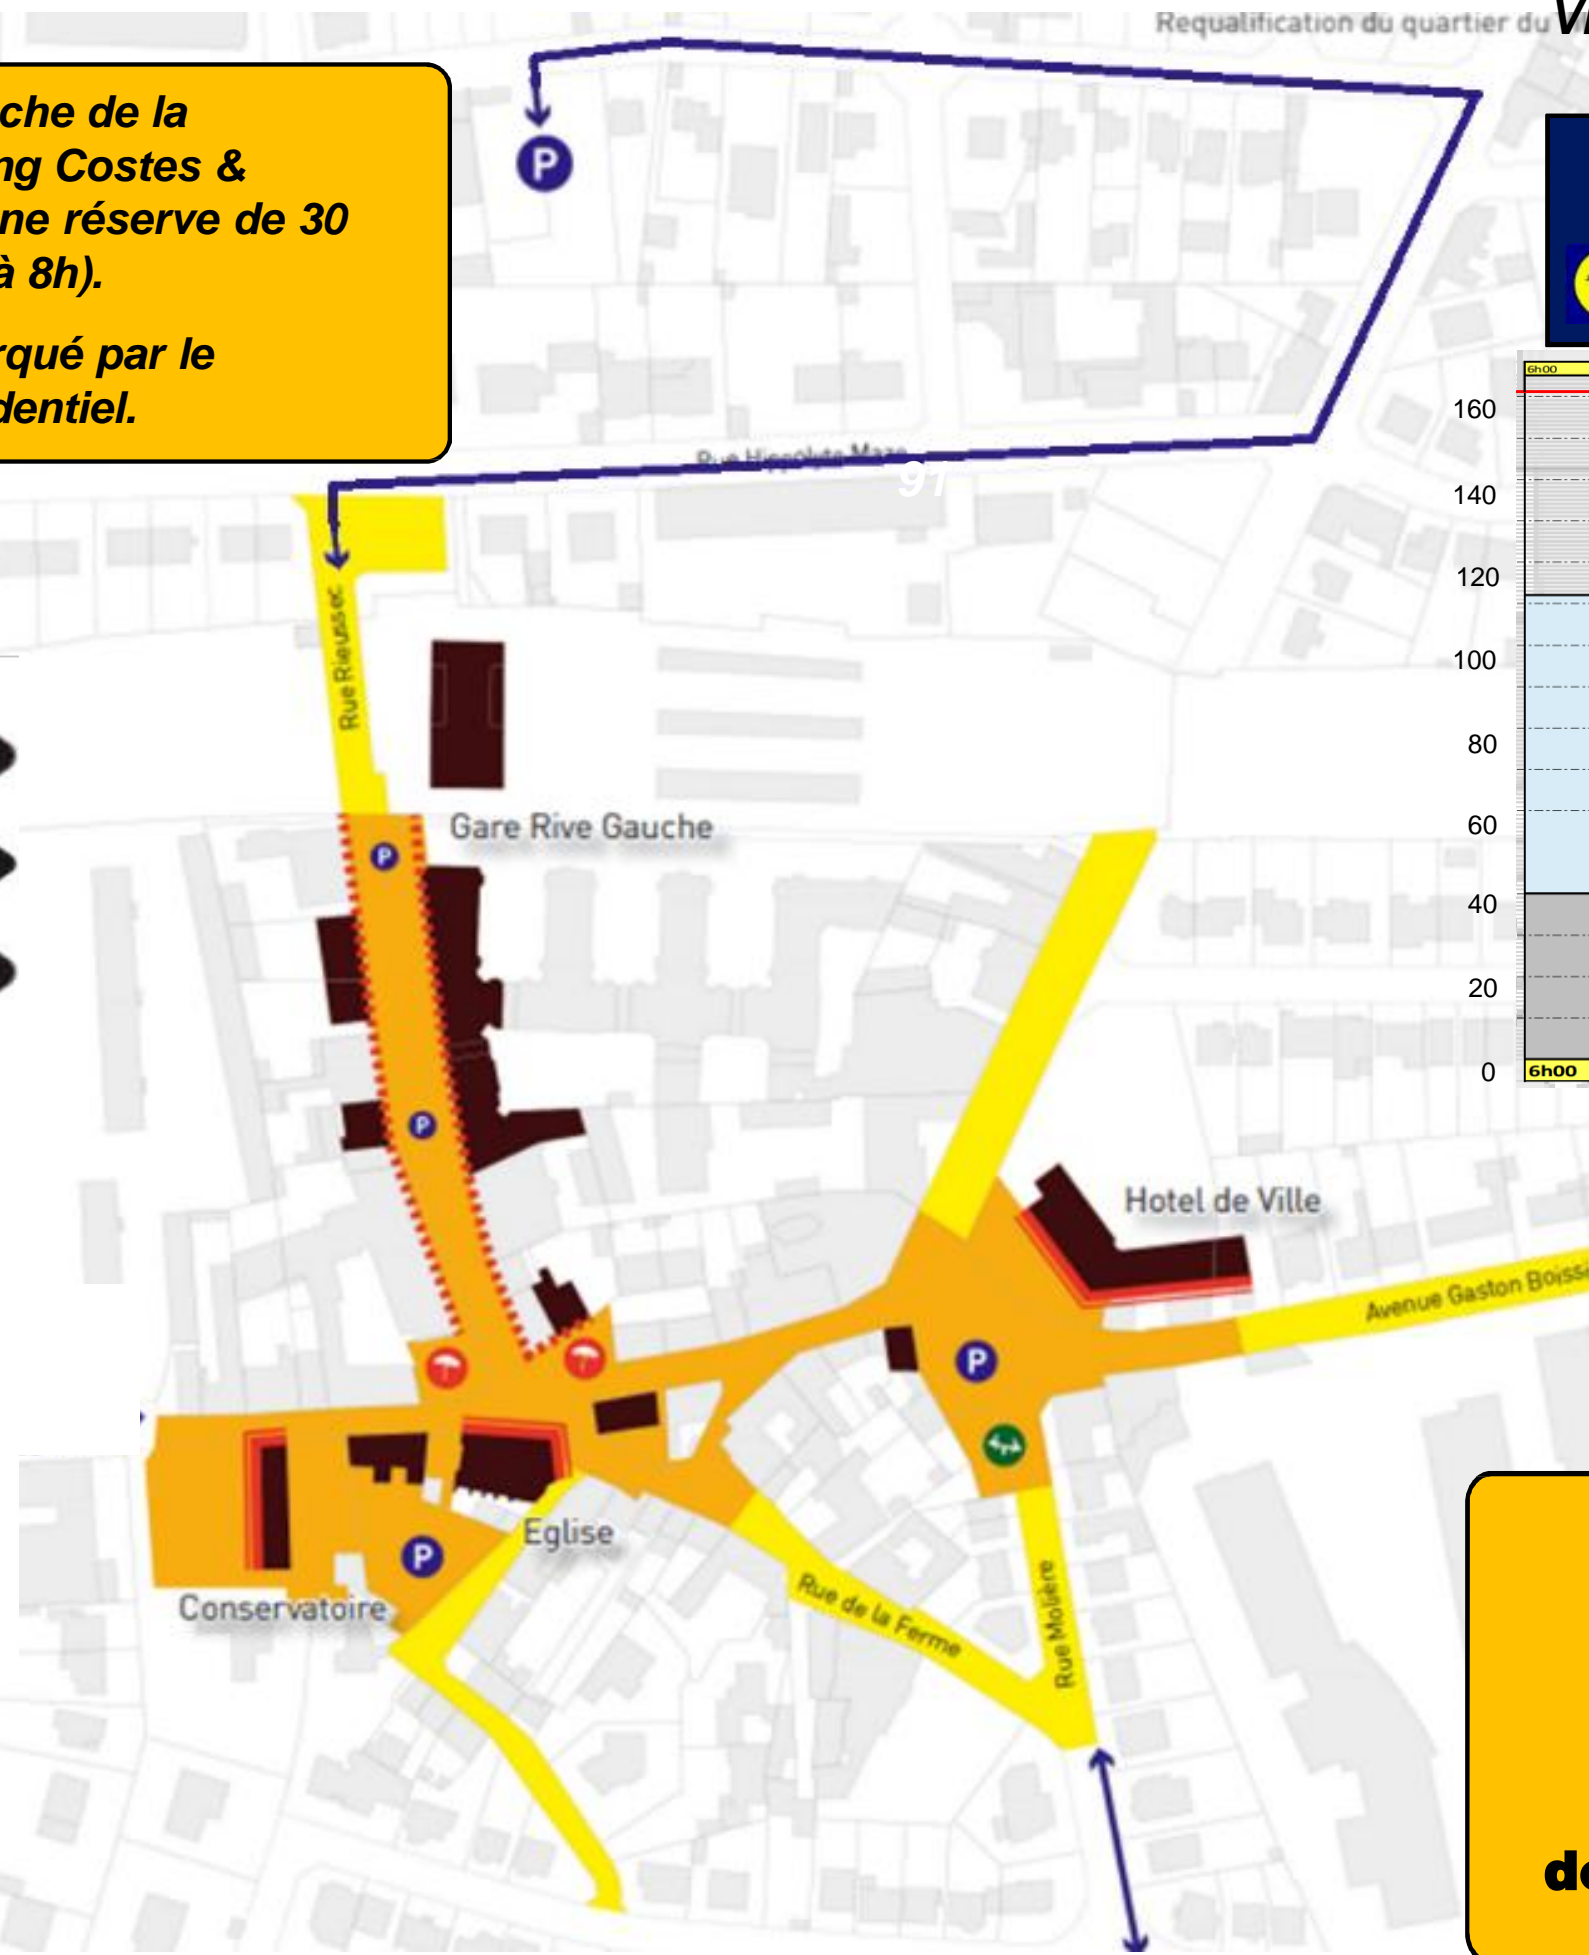 Requalification du quartier du
che de la
ng Costes &
ne réserve de 30
à 8h).
rqué par le
dentiel.
P
Rue Hippolyte Maze
91
6h00
160
140
120
100
80
60
40
20
0
6h00
Rue Rieussec
Gare Rive Gauche
P
P
Hotel de Ville
Avenue Gaston Boissi
P
Eglise
P
Conservatoire
Rue de la Ferme
Rue Molière